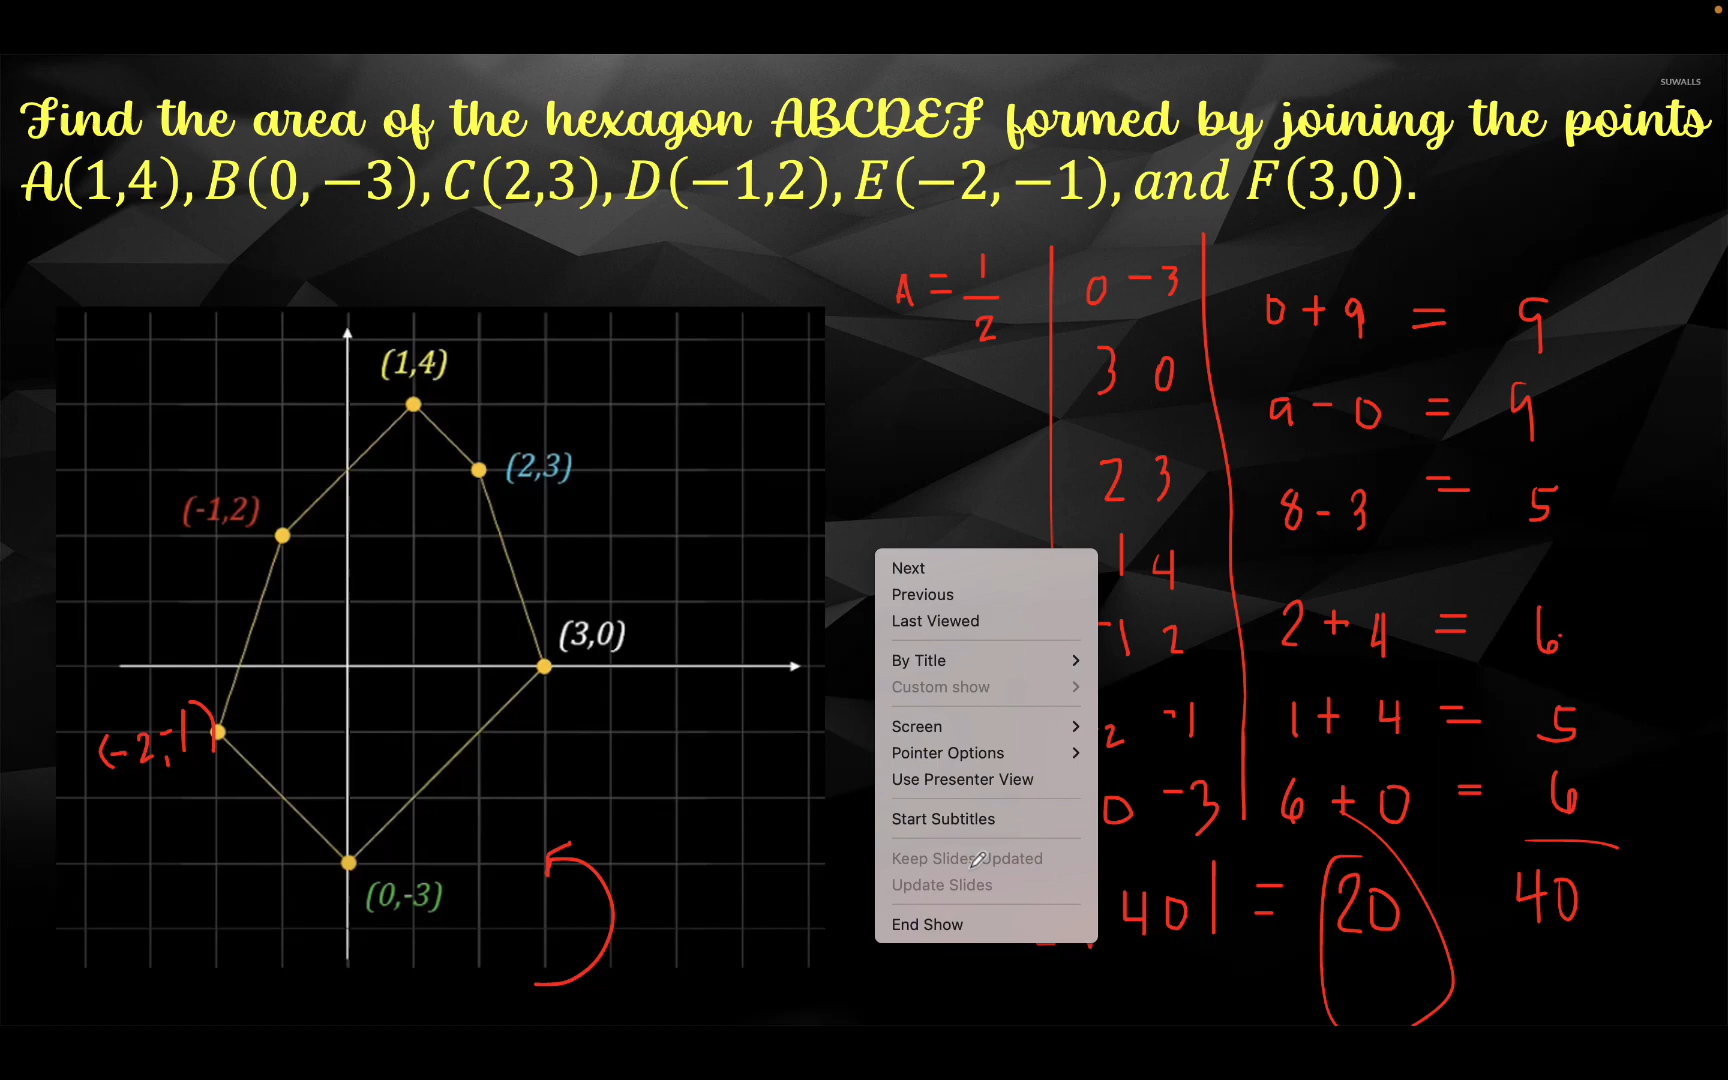 SUWALLS
Find the area of the hexagon ABCDEF formed by joining the points
A(1,4), B(0, −3), C(2,3), D(−1,2), E(−2, −1), and F(3,0).
(1,4)
(2,3)
(-1,2)
(3,0)
(-2,-1)
(0,-3)
A = 1/2
0 -3
3 0
2 3
1 4
-1 2
2 -1
0 -3
0 + 9 = 9
9 - 0 = 9
8 - 3 = 5
2 + 4 = 6
1 + 4 = 5
6 + 0 = 6
40
40| = 20
Next
Previous
Last Viewed
By Title
Custom show
Screen
Pointer Options
Use Presenter View
Start Subtitles
Keep Slides Updated
Update Slides
End Show